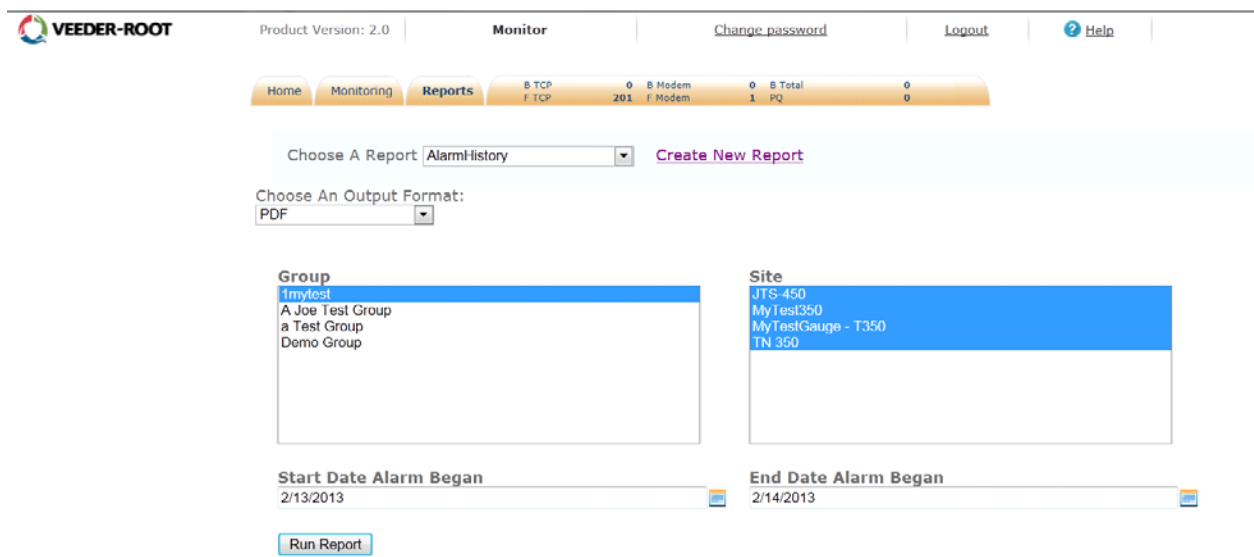 VEEDER-ROOT Product Version: 2.0 Monitor Change password Logout ? Help
Home Monitoring Reports B TCP 0 B Modem 0 B Total 0
F TCP 201 F Modem 1 PQ 0
Choose A Report AlarmHistory Create New Report
Choose An Output Format:
PDF
Group Site
1mytest JTS-450
A Joe Test Group MyTest350
a Test Group MyTestGauge - T350
Demo Group TN 350
Start Date Alarm Began End Date Alarm Began
2/13/2013 2/14/2013
Run Report